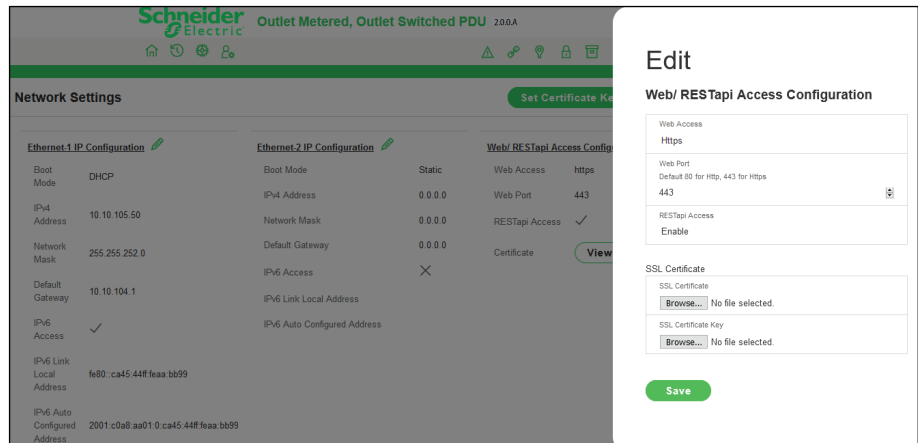 Schneider
Electric
Outlet Metered, Outlet Switched PDU 2.0.0.A
Network Settings
Set Certificate Ke
Ethernet-1 IP Configuration
Boot Mode DHCP
IPv4 Address 10.10.105.50
Network Mask 255.255.252.0
Default Gateway 10.10.104.1
IPv6 Access
IPv6 Link Local Address fe80::ca45:44ff:feaa:bb99
IPv6 Auto Configured Address 2001:c0a8:aa01:0:ca45:44ff:feaa:bb99
Ethernet-2 IP Configuration
Boot Mode Static
IPv4 Address 0.0.0.0
Network Mask 0.0.0.0
Default Gateway 0.0.0.0
IPv6 Access
IPv6 Link Local Address
IPv6 Auto Configured Address
Web/ RESTapi Access Config
Web Access https
Web Port 443
RESTapi Access
Certificate View
Edit
Web/ RESTapi Access Configuration
Web Access
Https
Web Port
Default 80 for Http, 443 for Https
443
RESTapi Access
Enable
SSL Certificate
SSL Certificate
Browse... No file selected.
SSL Certificate Key
Browse... No file selected.
Save